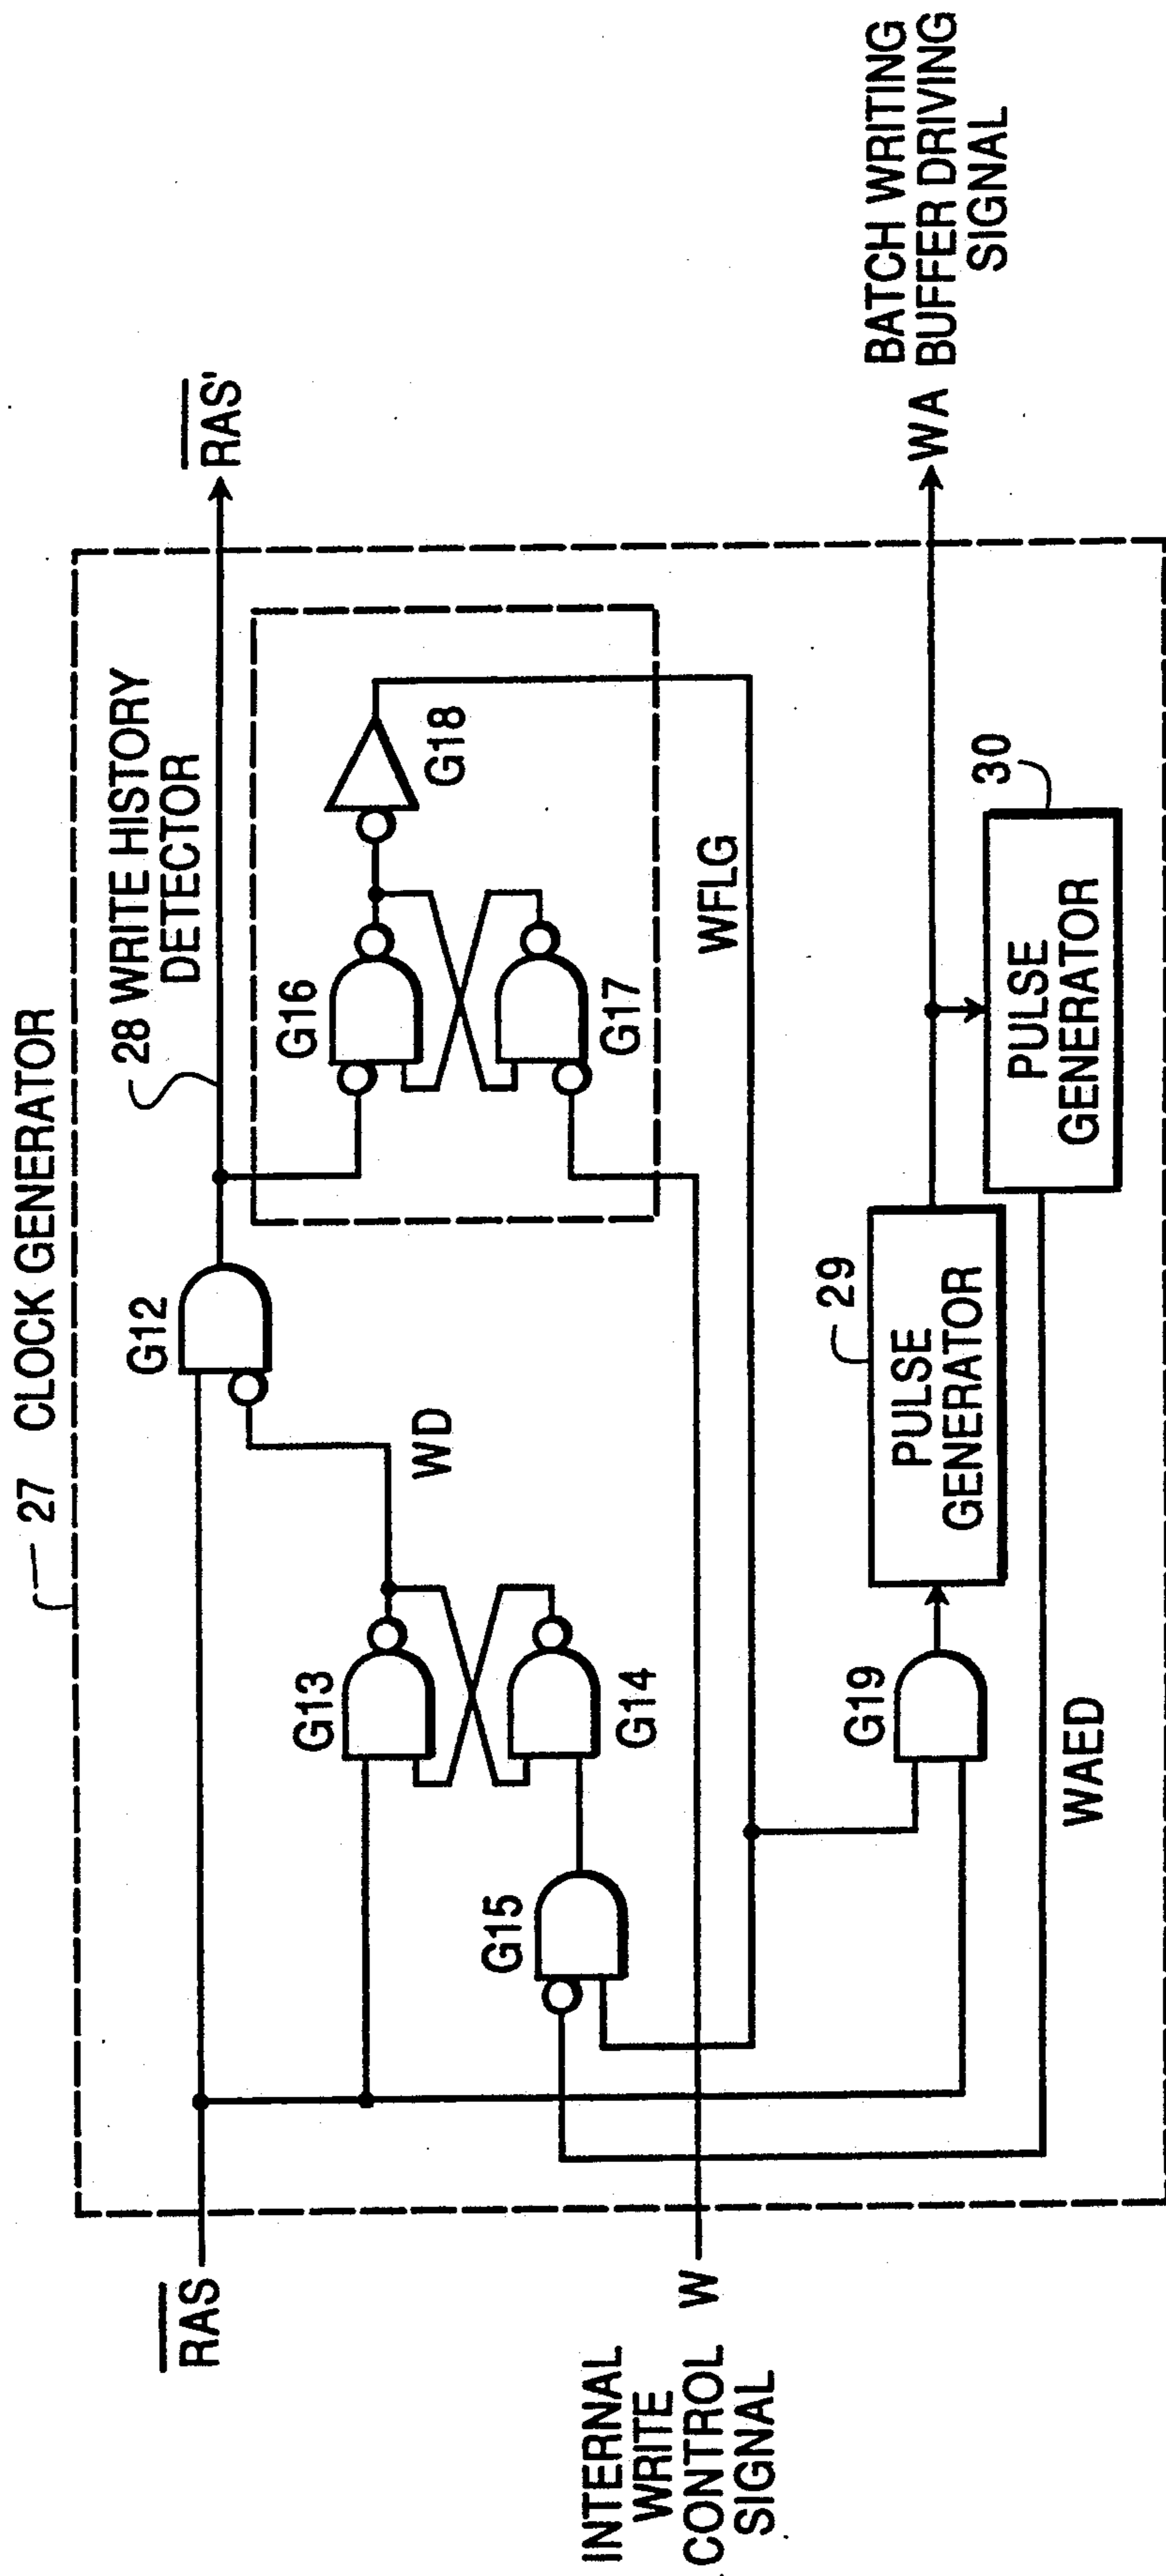 27 CLOCK GENERATOR
28 WRITE HISTORY
DETECTOR
RAS
RAS'
G12
WD
G13
G14
G15
G16
G17
G18
WFLG
INTERNAL
WRITE
CONTROL
SIGNAL
W
G19
29
PULSE
GENERATOR
30
PULSE
GENERATOR
WAED
WA
BATCH WRITING
BUFFER DRIVING
SIGNAL